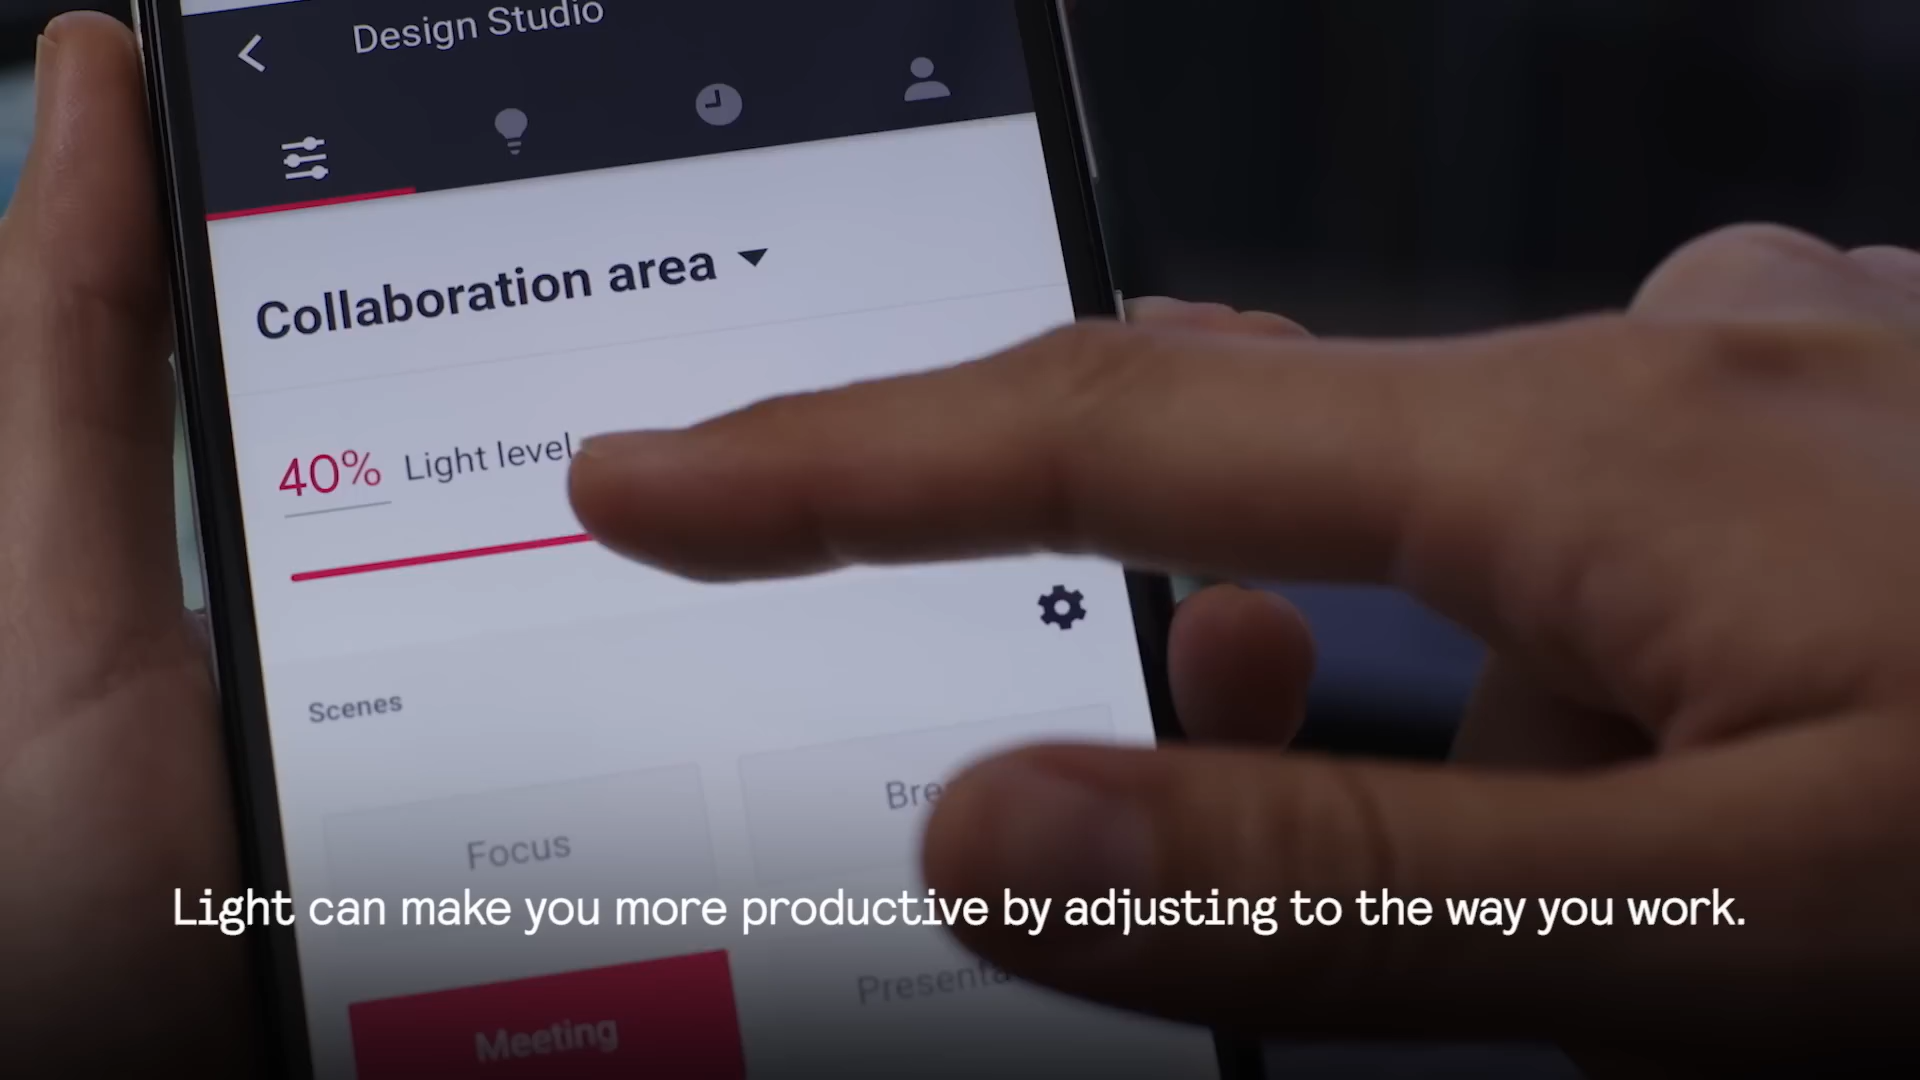 Design Studio
Collaboration area
40% Light level
Scenes
Focus
Light can make you more productive by adjusting to the way you work.
Meeting